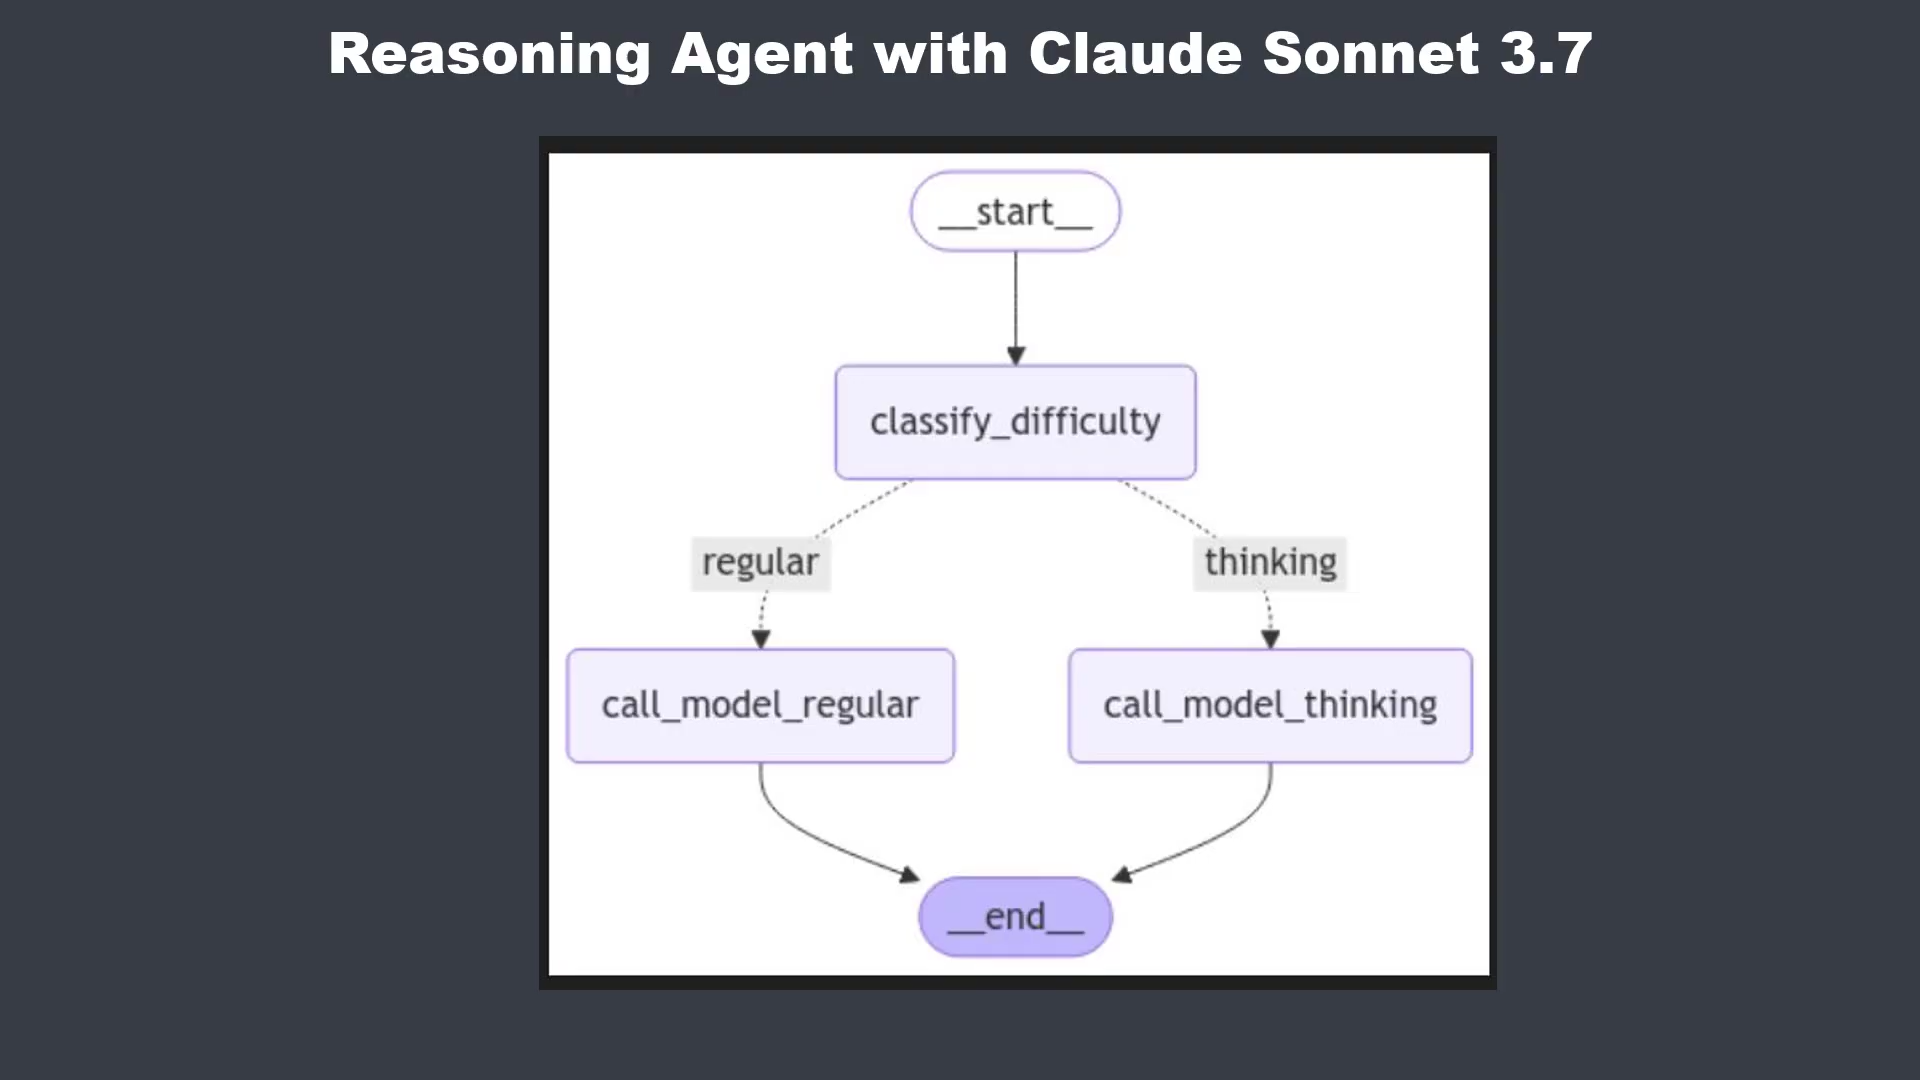 Reasoning Agent with Claude Sonnet 3.7
__start__
classify_difficulty
regular
thinking
call_model_regular
call_model_thinking
__end__